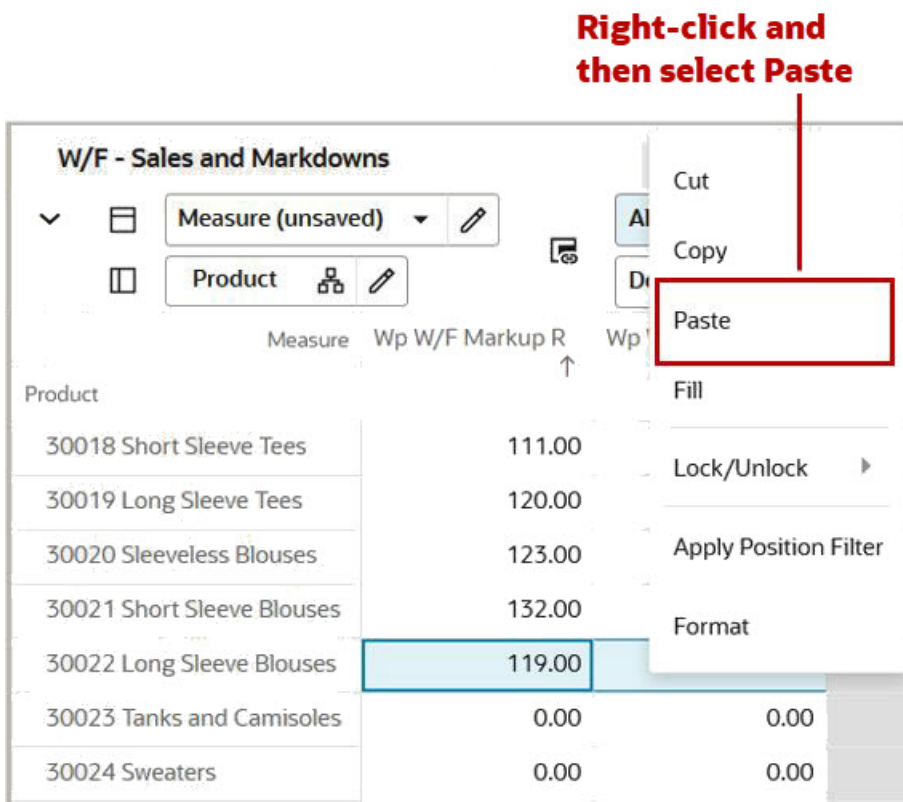 Right-click and
then select Paste
W/F - Sales and Markdowns
Measure (unsaved)
Product
Measure Wp W/F Markup R Wp
Product
30018 Short Sleeve Tees 111.00
30019 Long Sleeve Tees 120.00
30020 Sleeveless Blouses 123.00
30021 Short Sleeve Blouses 132.00
30022 Long Sleeve Blouses 119.00
30023 Tanks and Camisoles 0.00 0.00
30024 Sweaters 0.00 0.00
Cut
Copy
Paste
Fill
Lock/Unlock
Apply Position Filter
Format